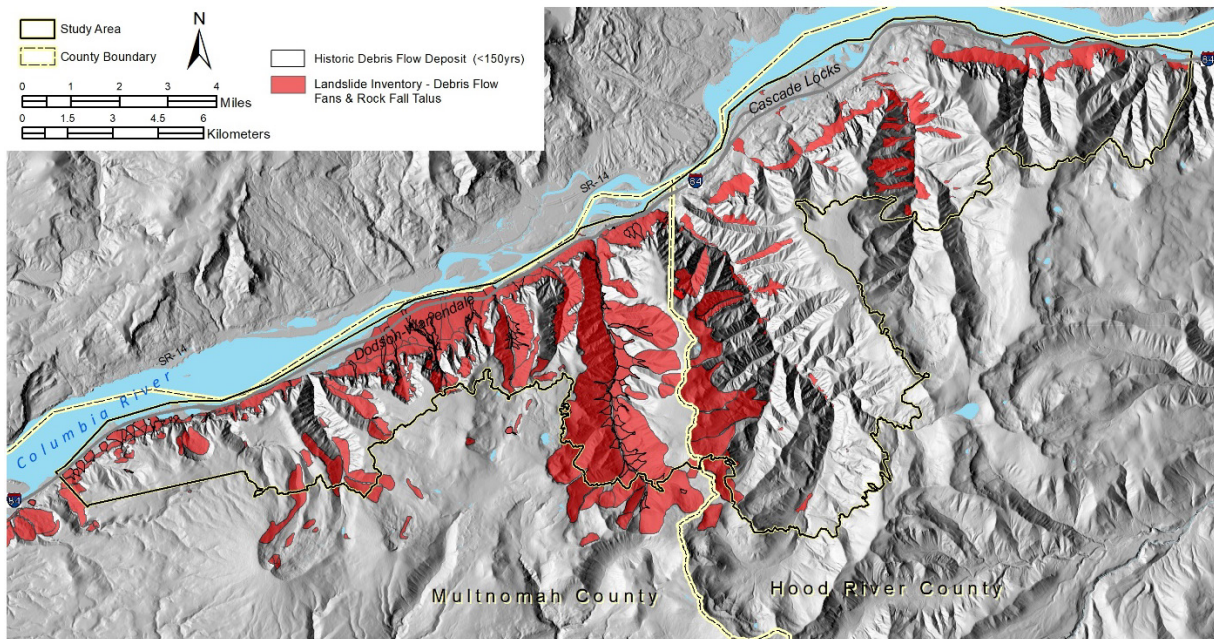 Study Area
County Boundary
N
0 1 2 3 4
Miles
0 1.5 3 4.5 6
Kilometers
Historic Debris Flow Deposit (<150yrs)
Landslide Inventory - Debris Flow
Fans & Rock Fall Talus
84
Cascade Locks
84
SR-14
Dodson-Warrendale
SR-14
Columbia River
Multnomah County
Hood River County